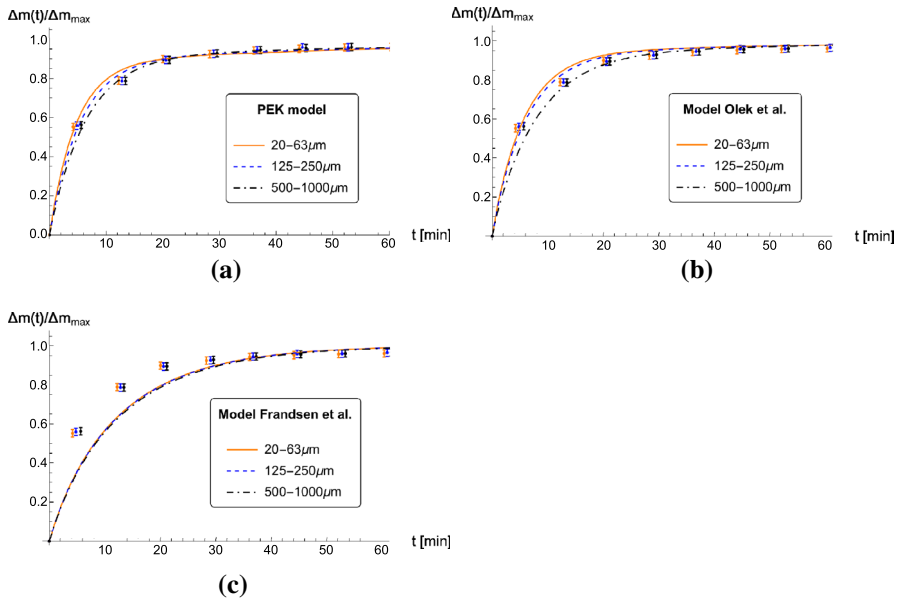 Δm(t)/Δmmax
1.0
0.8
0.6
0.4
0.2
0.0
10 20 30 40 50 60
t [min]
PEK model
20–63μm
125–250μm
500–1000μm
(a)
Δm(t)/Δmmax
1.0
0.8
0.6
0.4
0.2
10 20 30 40 50 60
t [min]
Model Olek et al.
20–63μm
125–250μm
500–1000μm
(b)
Δm(t)/Δmmax
1.0
0.8
0.6
0.4
0.2
10 20 30 40 50 60
t [min]
Model Frandsen et al.
20–63μm
125–250μm
500–1000μm
(c)